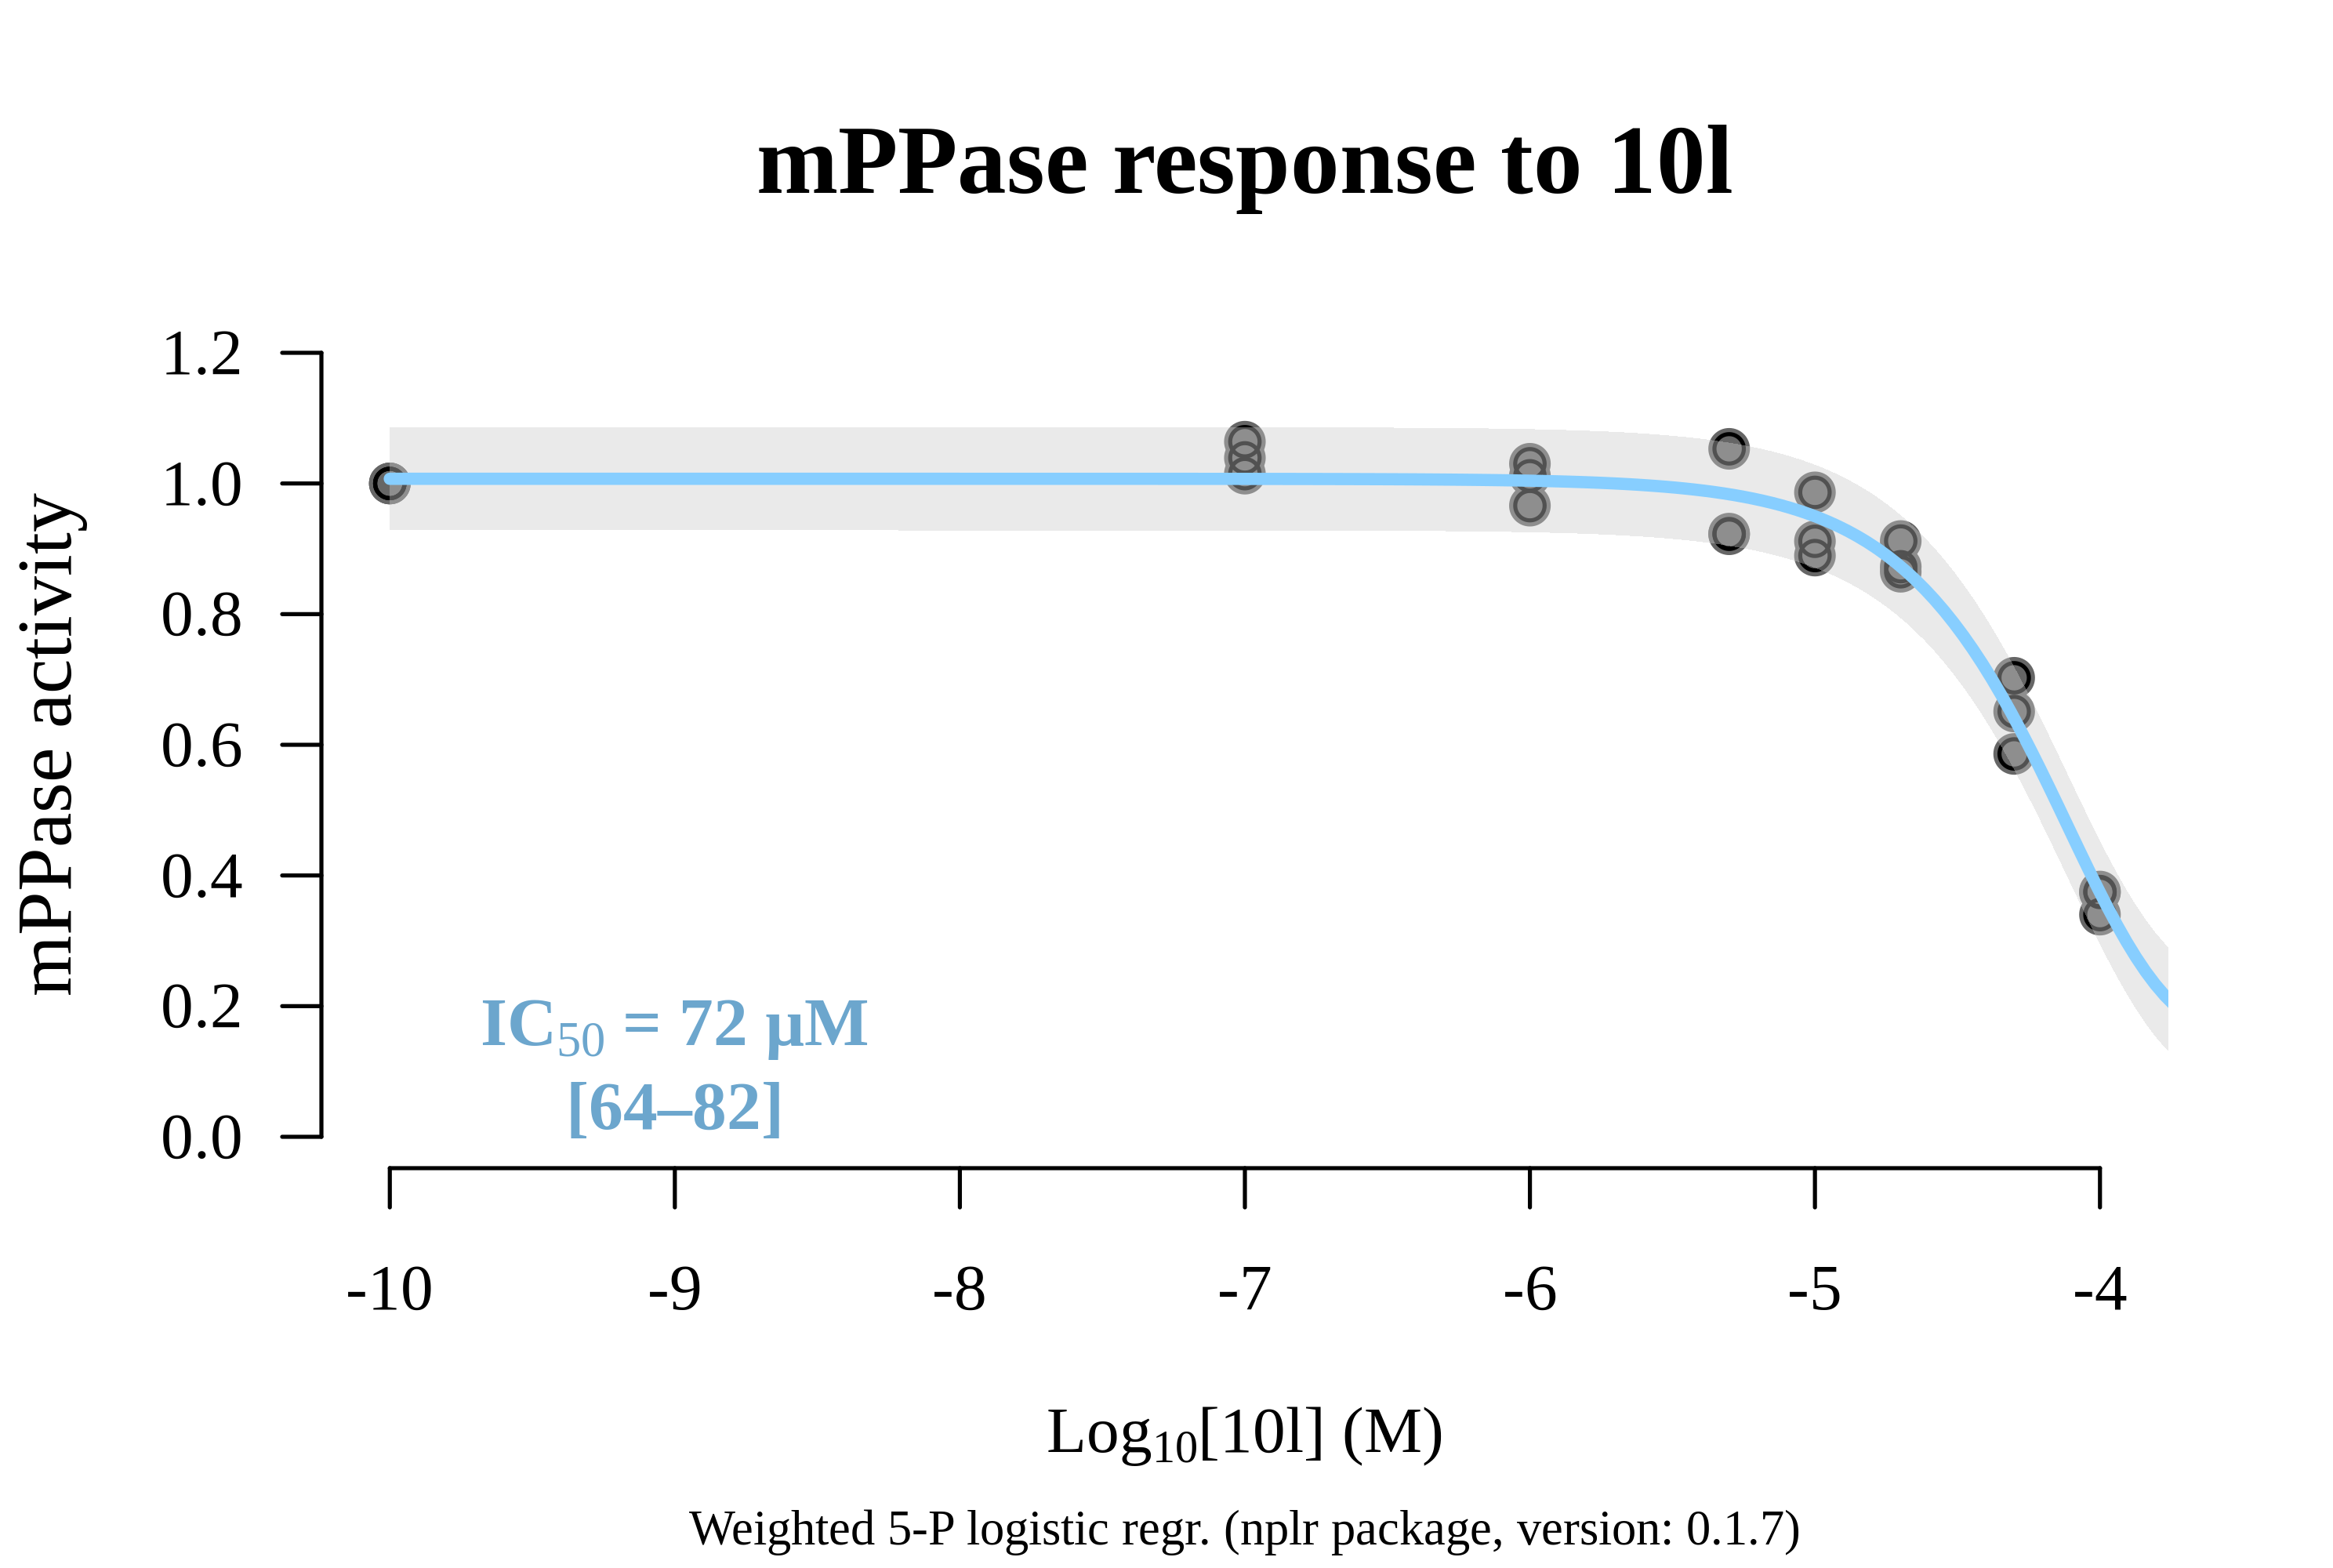 mPPase response to 10l
mPPase activity
1.2
1.0
0.8
0.6
0.4
0.2
0.0
IC50 = 72 µM
[64–82]
-10 -9 -8 -7 -6 -5 -4
Log10[10l] (M)
Weighted 5-P logistic regr. (nplr package, version: 0.1.7)